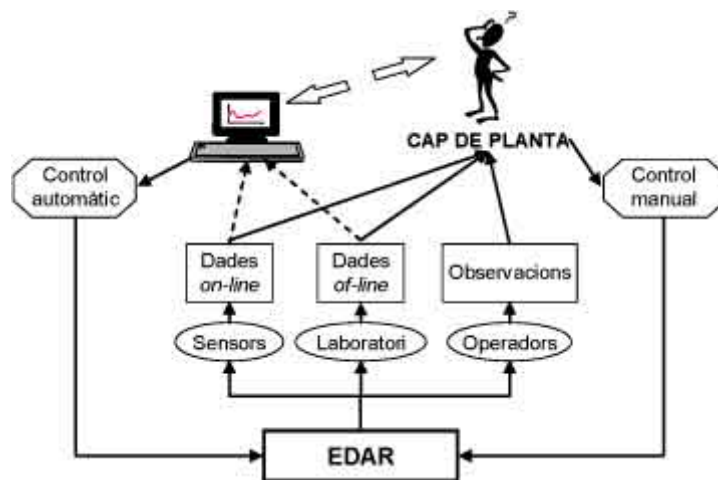 ?
CAP DE PLANTA
Control
automàtic
Control
manual
Dades
on-line
Dades
of-line
Observacions
Sensors
Laboratori
Operadors
EDAR